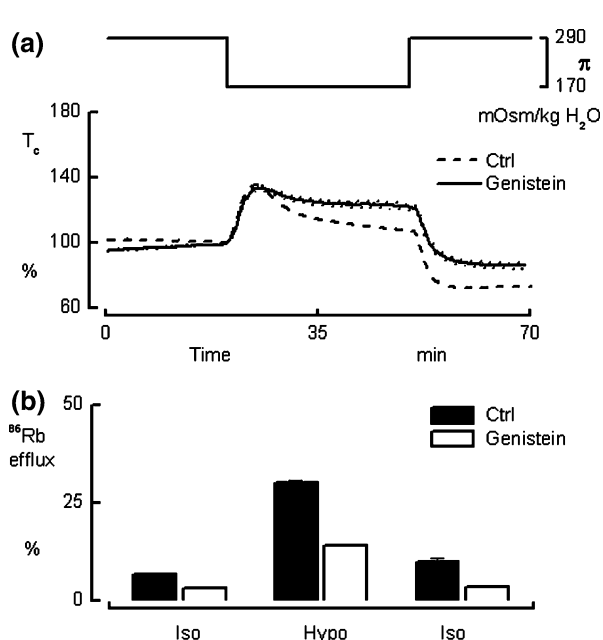 (a)
290
π
170
mOsm/kg H₂O
180
Tc
140
100
%
60
Ctrl
Genistein
0 35 70
Time min
(b)
50
⁸⁶Rb
efflux
25
%
0
Ctrl
Genistein
Iso Hypo Iso